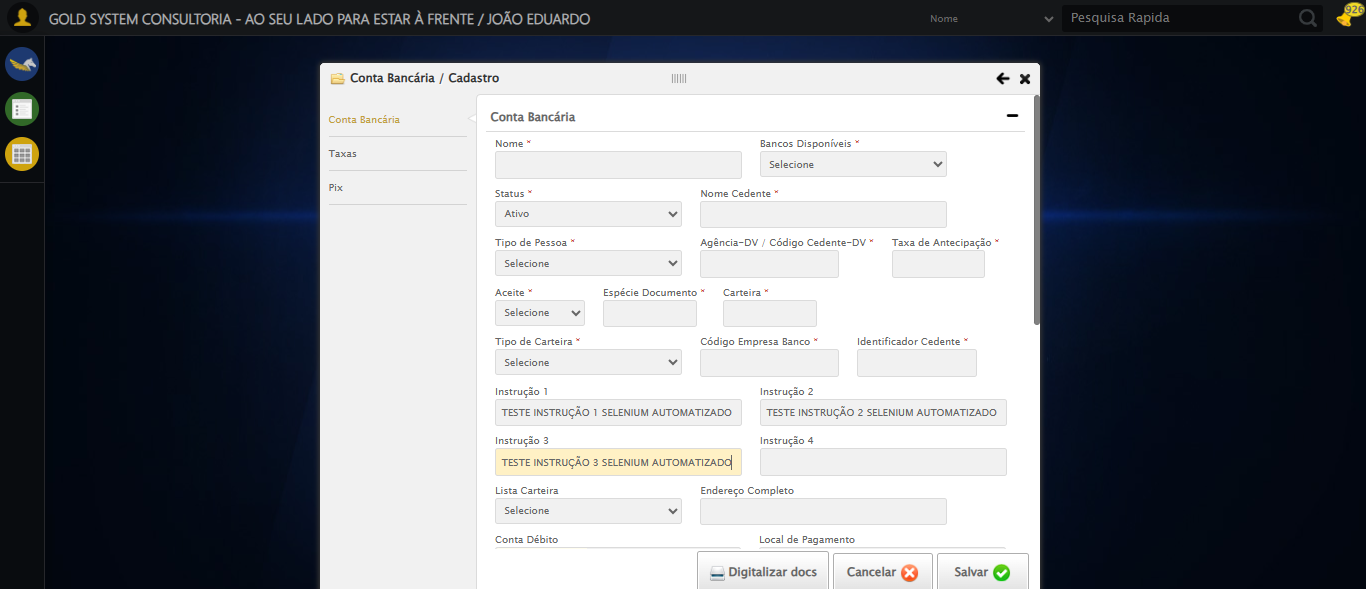 GOLD SYSTEM CONSULTORIA - AO SEU LADO PARA ESTAR À FRENTE / JOÃO EDUARDO
Nome
Pesquisa Rapida
926
Conta Bancária / Cadastro
Conta Bancária
Taxas
Pix
Conta Bancária
Nome * Bancos Disponíveis *
Selecione
Status * Nome Cedente *
Ativo
Tipo de Pessoa * Agência-DV / Código Cedente-DV * Taxa de Antecipação *
Selecione
Aceite * Espécie Documento * Carteira *
Selecione
Tipo de Carteira * Código Empresa Banco * Identificador Cedente *
Selecione
Instrução 1 Instrução 2
TESTE INSTRUÇÃO 1 SELENIUM AUTOMATIZADO TESTE INSTRUÇÃO 2 SELENIUM AUTOMATIZADO
Instrução 3 Instrução 4
TESTE INSTRUÇÃO 3 SELENIUM AUTOMATIZADO
Lista Carteira Endereço Completo
Selecione
Conta Débito Local de Pagamento
Digitalizar docs Cancelar Salvar